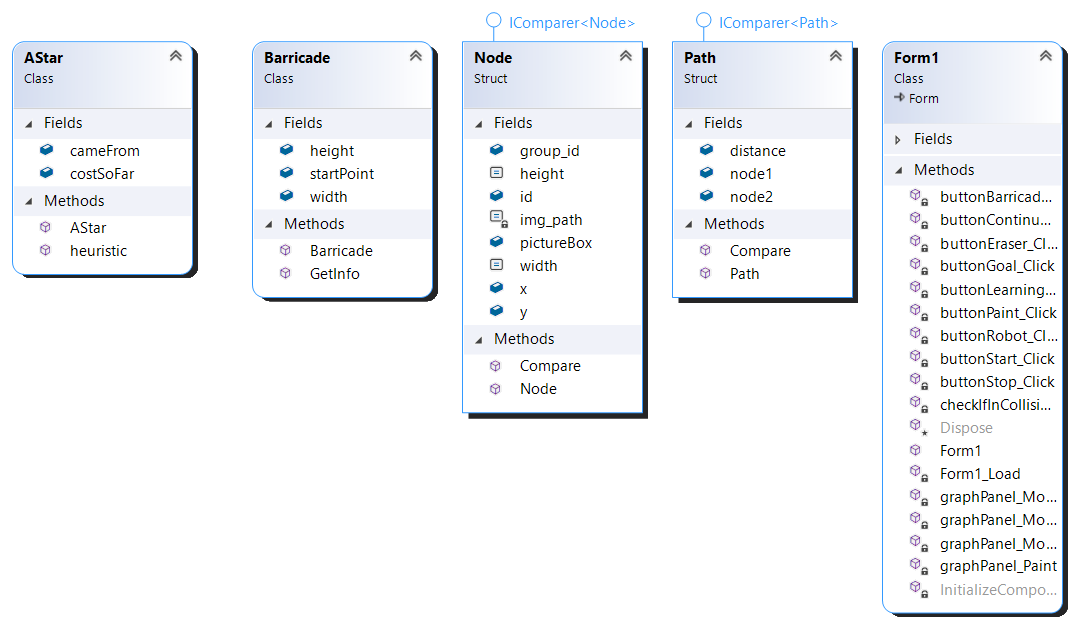 AStar
Class
Fields
cameFrom
costSoFar
Methods
AStar
heuristic
Barricade
Class
Fields
height
startPoint
width
Methods
Barricade
GetInfo
IComparer<Node>
Node
Struct
Fields
group_id
height
id
img_path
pictureBox
width
x
y
Methods
Compare
Node
IComparer<Path>
Path
Struct
Fields
distance
node1
node2
Methods
Compare
Path
Form1
Class
Form
Fields
Methods
buttonBarricad...
buttonContinu...
buttonEraser_Cl...
buttonGoal_Click
buttonLearning...
buttonPaint_Click
buttonRobot_Cl...
buttonStart_Click
buttonStop_Click
checkIfInCollisi...
Dispose
Form1
Form1_Load
graphPanel_Mo...
graphPanel_Mo...
graphPanel_Mo...
graphPanel_Paint
InitializeCompo...